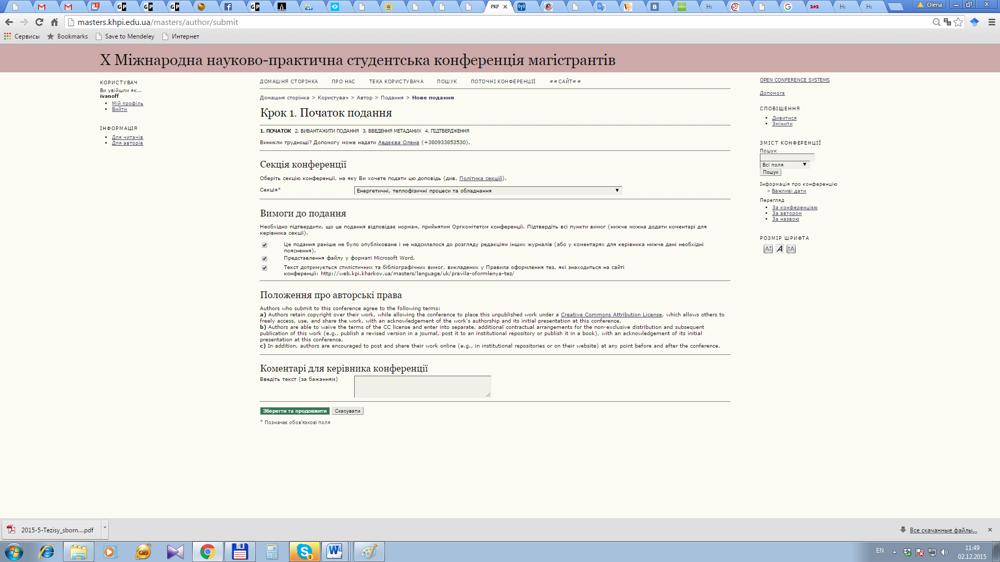 Olena
masters.khpi.edu.ua/masters/author/submit
Сервисы Bookmarks Save to Mendeley Интернет
X Міжнародна науково-практична студентська конференція магістрантів
КОРИСТУВАЧ
Ви увійшли як...
ivanoff
Мій профіль
Вийти
ІНФОРМАЦІЯ
Для читачів
Для авторів
ДОМАШНЯ СТОРІНКА ПРО НАС ТЕКА КОРИСТУВАЧА ПОШУК ПОТОЧНІ КОНФЕРЕНЦІЇ ##САЙТ##
Домашня сторінка > Користувач > Автор > Подання > Нове подання
Крок 1. Початок подання
1. ПОЧАТОК 2. ВИВАНТАЖИТИ ПОДАННЯ 3. ВВЕДЕННЯ МЕТАДАНИХ 4. ПІДТВЕРДЖЕННЯ
Виникли труднощі? Допомогу може надати Авдєєва Олена (+380933853530).
Секція конференції
Оберіть секцію конференції, на яку Ви хочете подати цю доповідь (див. Політика секцій).
Секція* Енергетичні, теплофізичні процеси та обладнання
Вимоги до подання
Необхідно підтвердити, що це подання відповідає нормам, прийнятим Оргкомітетом конференції. Підтвердіть всі пункти вимог (нижче можна додати коментарі для
керівника секції).
Це подання раніше не було опубліковане і не надсилалося до розгляду редакціям інших журналів (або у коментарях для керівника нижче дані необхідні
пояснення).
Представлення файлу у форматі Microsoft Word.
Текст дотримується стилістичних та бібліографічних вимог, викладених у Правила оформлення тез, які знаходиться на сайті
конференції: http://web.kpi.kharkov.ua/masters/language/uk/pravila-oformlenya-tez/
Положення про авторські права
Authors who submit to this conference agree to the following terms:
a) Authors retain copyright over their work, while allowing the conference to place this unpublished work under a Creative Commons Attribution License, which allows others to
freely access, use, and share the work, with an acknowledgement of the work's authorship and its initial presentation at this conference.
b) Authors are able to waive the terms of the CC license and enter into separate, additional contractual arrangements for the non-exclusive distribution and subsequent
publication of this work (e.g., publish a revised version in a journal, post it to an institutional repository or publish it in a book), with an acknowledgement of its initial
presentation at this conference.
c) In addition, authors are encouraged to post and share their work online (e.g., in institutional repositories or on their website) at any point before and after the conference.
Коментарі для керівника конференції
Введіть текст (за бажанням)
Зберегти та продовжити Скасувати
* Позначає обов'язкові поля
OPEN CONFERENCE SYSTEMS
Допомога
СПОВІЩЕННЯ
Дивитися
Змінити
ЗМІСТ КОНФЕРЕНЦІЇ
Пошук
Всі поля
Пошук
Інформація про конференцію
» Важливі дати
Перегляд
За конференцією
За автором
За назвою
РОЗМІР ШРИФТА
2015-5-Tezisy_sborn....pdf
Все скачанные файлы...
EN
11:49
02.12.2015